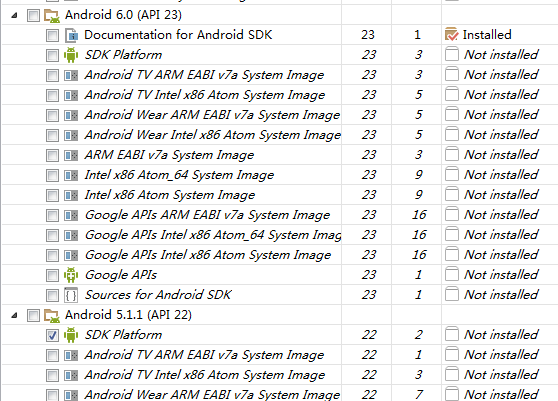 Android 6.0 (API 23)
Documentation for Android SDK 23 1 Installed
SDK Platform 23 3 Not installed
Android TV ARM EABI v7a System Image 23 3 Not installed
Android TV Intel x86 Atom System Image 23 5 Not installed
Android Wear ARM EABI v7a System Image 23 5 Not installed
Android Wear Intel x86 Atom System Image 23 5 Not installed
ARM EABI v7a System Image 23 3 Not installed
Intel x86 Atom_64 System Image 23 9 Not installed
Intel x86 Atom System Image 23 9 Not installed
Google APIs ARM EABI v7a System Image 23 16 Not installed
Google APIs Intel x86 Atom_64 System Imag 23 16 Not installed
Google APIs Intel x86 Atom System Image 23 16 Not installed
Google APIs 23 1 Not installed
Sources for Android SDK 23 1 Not installed
Android 5.1.1 (API 22)
SDK Platform 22 2 Not installed
Android TV ARM EABI v7a System Image 22 1 Not installed
Android TV Intel x86 Atom System Image 22 3 Not installed
Android Wear ARM EABI v7a System Image 22 7 Not installed